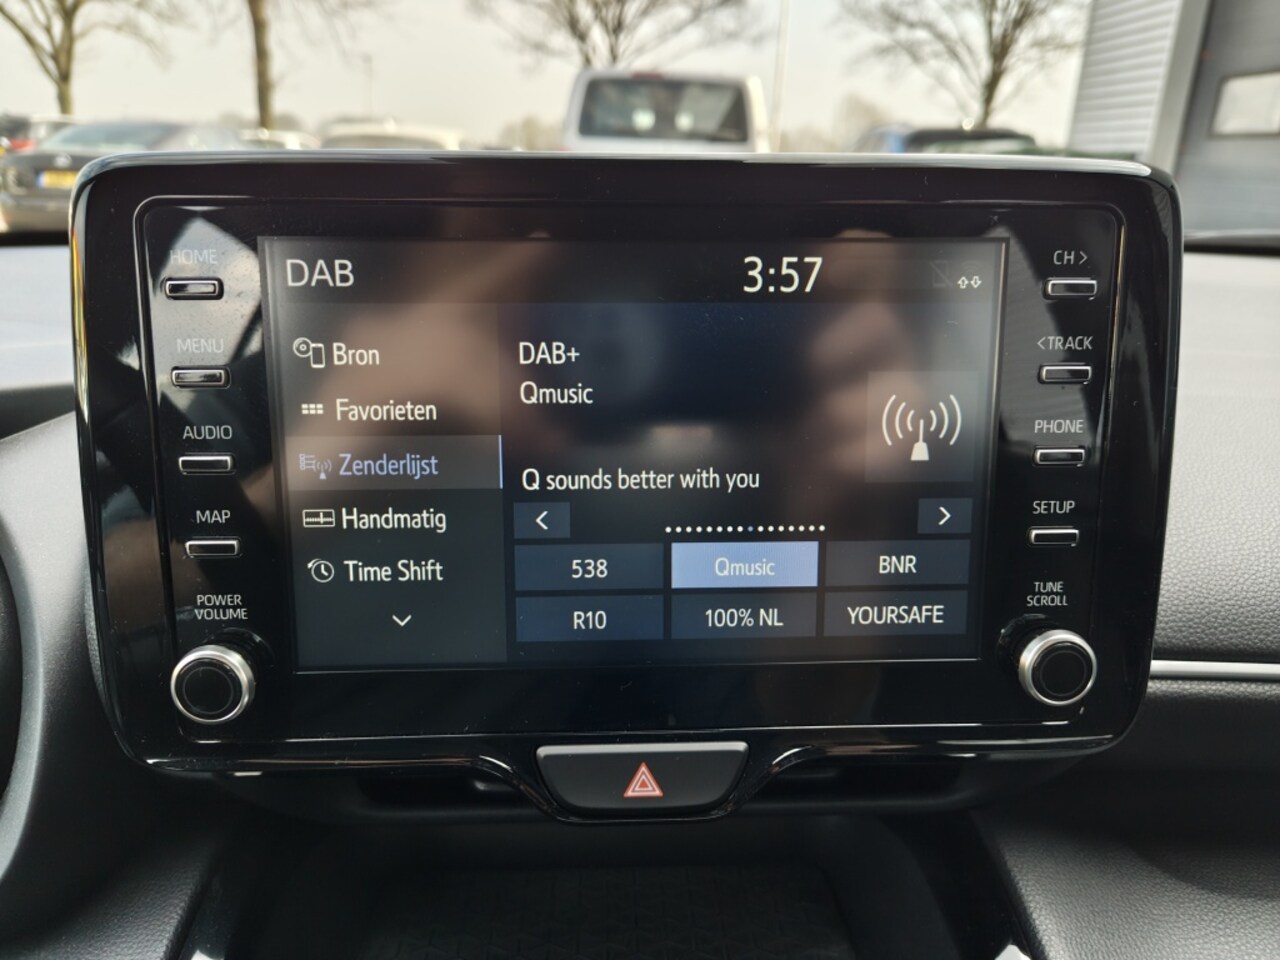 HOME
MENU
AUDIO
MAP
POWER
VOLUME
DAB
3:57
Bron
Favorieten
Zenderlijst
Handmatig
Time Shift
DAB+
Qmusic
Q sounds better with you
538
Qmusic
BNR
R10
100% NL
YOURSAFE
CH >
<TRACK
PHONE
SETUP
TUNE
SCROLL